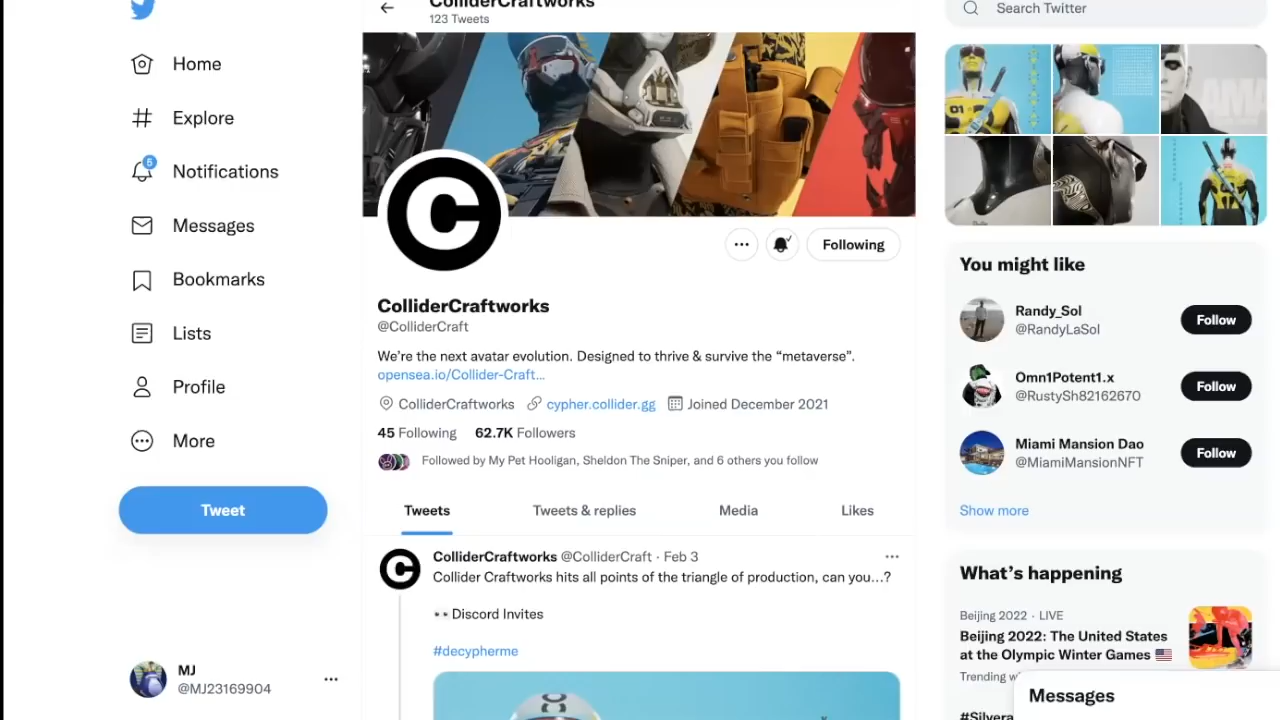 ColliderCraftworks
123 Tweets
Search Twitter
Home
Explore
5
Notifications
Messages
Bookmarks
Lists
Profile
More
Tweet
MJ
@MJ23169904
C
Following
ColliderCraftworks
@ColliderCraft
We're the next avatar evolution. Designed to thrive & survive the “metaverse”.
opensea.io/Collider-Craft…
ColliderCraftworks cypher.collider.gg Joined December 2021
45 Following 62.7K Followers
Followed by My Pet Hooligan, Sheldon The Sniper, and 6 others you follow
Tweets Tweets & replies Media Likes
ColliderCraftworks @ColliderCraft · Feb 3
Collider Craftworks hits all points of the triangle of production, can you...?
👀 Discord Invites
#decypherme
You might like
Randy_Sol
@RandyLaSol
Follow
Omn1Potent1.x
@RustySh82162670
Follow
Miami Mansion Dao
@MiamiMansionNFT
Follow
Show more
What's happening
Beijing 2022 · LIVE
Beijing 2022: The United States
at the Olympic Winter Games 🇺🇸
Trending
#Silvera
Messages